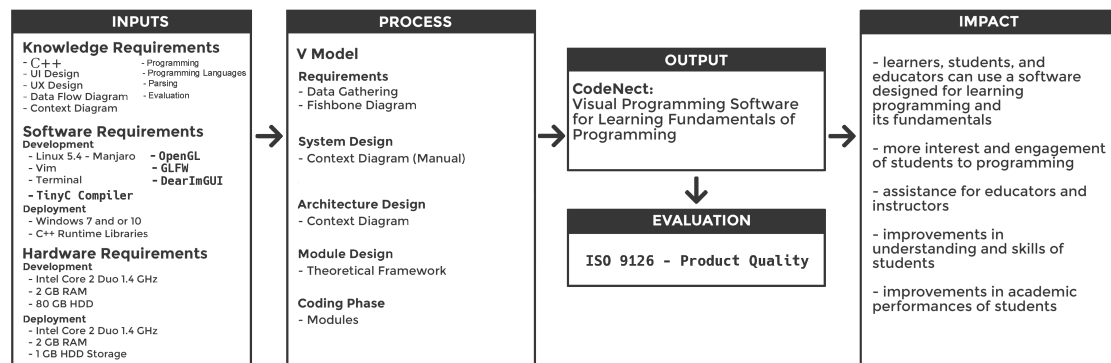 INPUTS
Knowledge Requirements
- C++
- UI Design
- UX Design
- Data Flow Diagram
- Context Diagram
- Programming
- Programming Languages
- Parsing
- Evaluation
Software Requirements
Development
- Linux 5.4 - Manjaro
- Vim
- Terminal
- TinyC Compiler
- OpenGL
- GLFW
- DearImGUI
Deployment
- Windows 7 and or 10
- C++ Runtime Libraries
Hardware Requirements
Development
- Intel Core 2 Duo 1.4 GHz
- 2 GB RAM
- 80 GB HDD
Deployment
- Intel Core 2 Duo 1.4 GHz
- 2 GB RAM
- 1 GB HDD Storage
PROCESS
V Model
Requirements
- Data Gathering
- Fishbone Diagram
System Design
- Context Diagram (Manual)
Architecture Design
- Context Diagram
Module Design
- Theoretical Framework
Coding Phase
- Modules
OUTPUT
CodeNect:
Visual Programming Software
for Learning Fundamentals of
Programming
EVALUATION
ISO 9126 - Product Quality
IMPACT
- learners, students, and
educators can use a software
designed for learning
programming and
its fundamentals
- more interest and engagement
of students to programming
- assistance for educators and
instructors
- improvements in
understanding and skills of
students
- improvements in academic
performances of students